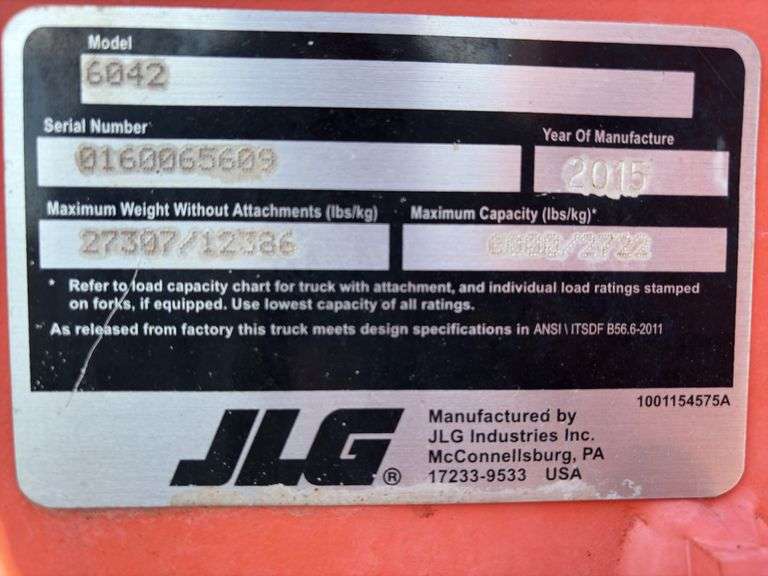 Model
6042
Serial Number
0160065609
Year Of Manufacture
2015
Maximum Weight Without Attachments (lbs/kg)
27307/12386
Maximum Capacity (lbs/kg)*
6000/2722
* Refer to load capacity chart for truck with attachment, and individual load ratings stamped
on forks, if equipped. Use lowest capacity of all ratings.
As released from factory this truck meets design specifications in ANSI \ ITSDF B56.6-2011
1001154575A
JLG®
Manufactured by
JLG Industries Inc.
McConnellsburg, PA
17233-9533 USA